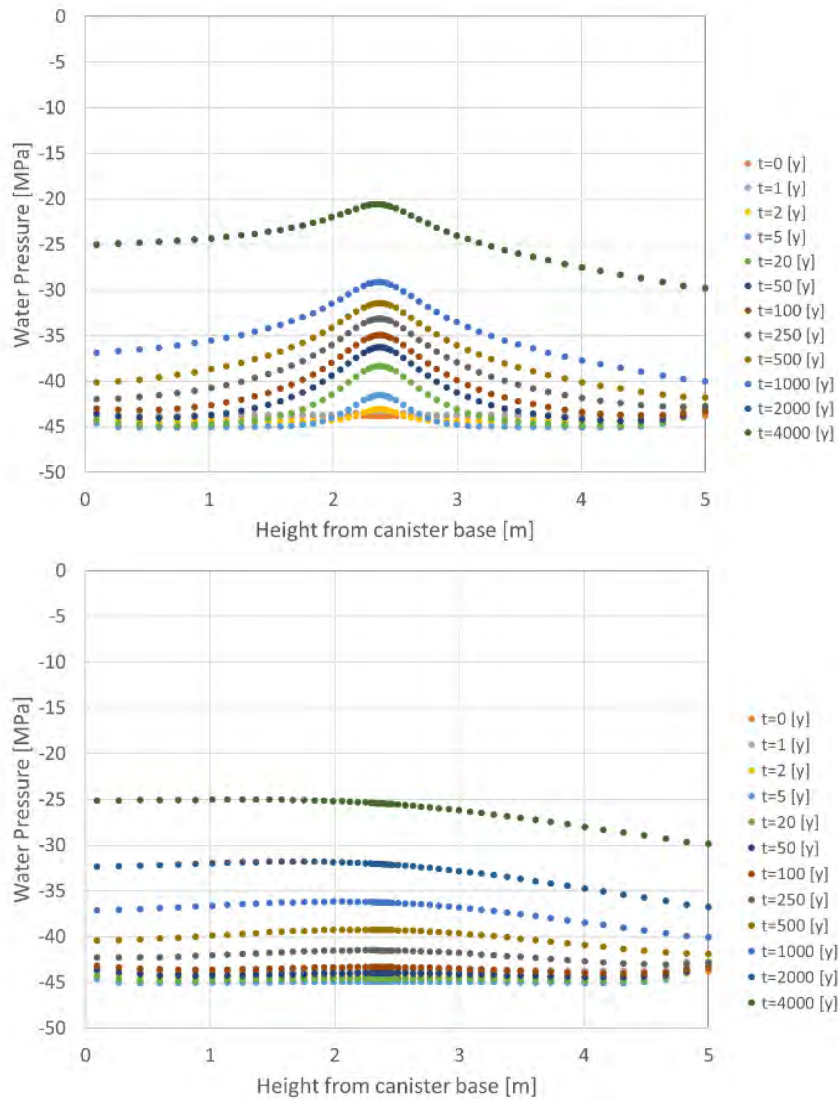 0
-5
-10
-15
-20
-25
-30
-35
-40
-45
-50
Water Pressure [MPa]
0 1 2 3 4 5
Height from canister base [m]
t=0 [y]
t=1 [y]
t=2 [y]
t=5 [y]
t=20 [y]
t=50 [y]
t=100 [y]
t=250 [y]
t=500 [y]
t=1000 [y]
t=2000 [y]
t=4000 [y]
0
-5
-10
-15
-20
-25
-30
-35
-40
-45
-50
Water Pressure [MPa]
0 1 2 3 4 5
Height from canister base [m]
t=0 [y]
t=1 [y]
t=2 [y]
t=5 [y]
t=20 [y]
t=50 [y]
t=100 [y]
t=250 [y]
t=500 [y]
t=1000 [y]
t=2000 [y]
t=4000 [y]